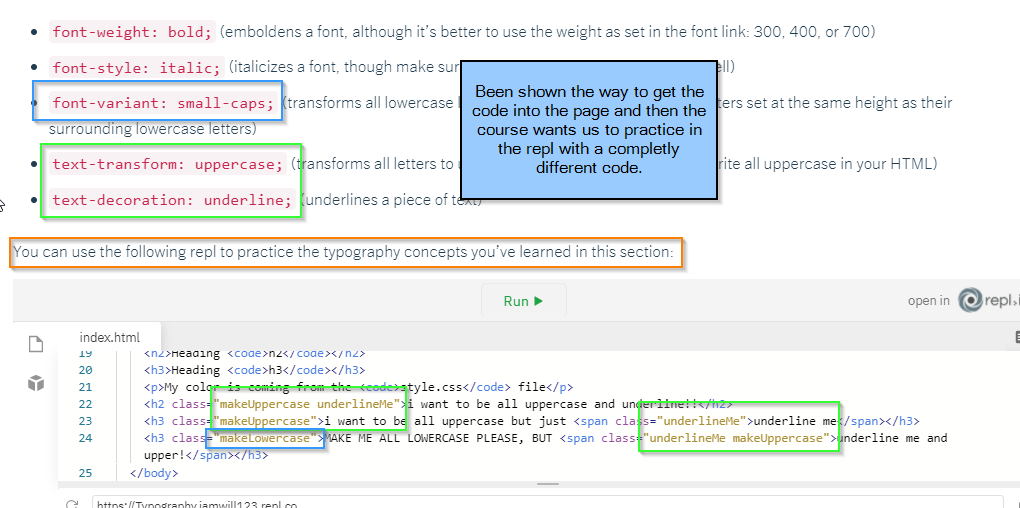 font-weight: bold; (emboldens a font, although it’s better to use the weight as set in the font link: 300, 400, or 700)
font-style: italic; (italicizes a font, though make
font-variant: small-caps; (transforms all lowercase set at the same height as their
surrounding lowercase letters)
text-transform: uppercase; (transforms all letters to all uppercase in your HTML)
text-decoration: underline; (underlines a piece of text)
Been shown the way to get the
code into the page and then the
course wants us to practice in
the repl with a completly
different code.
You can use the following repl to practice the typography concepts you’ve learned in this section:
Run
open in repl.i
index.html
19 <h2>Heading <code>h2</code></h2>
20 <h3>Heading <code>h3</code></h3>
21 <p>My color is coming from the <code>style.css</code> file</p>
22 <h2 class="makeUppercase underlineMe">i want to be all uppercase and underline!!</h2>
23 <h3 class="makeUppercase">i want to be all uppercase but just <span class="underlineMe">underline me</span></h3>
24 <h3 class="makeLowercase">MAKE ME ALL LOWERCASE PLEASE, BUT <span class="underlineMe makeUppercase">underline me and
upper!</span></h3>
25 </body>
https://Typography.iamwill123.repl.co